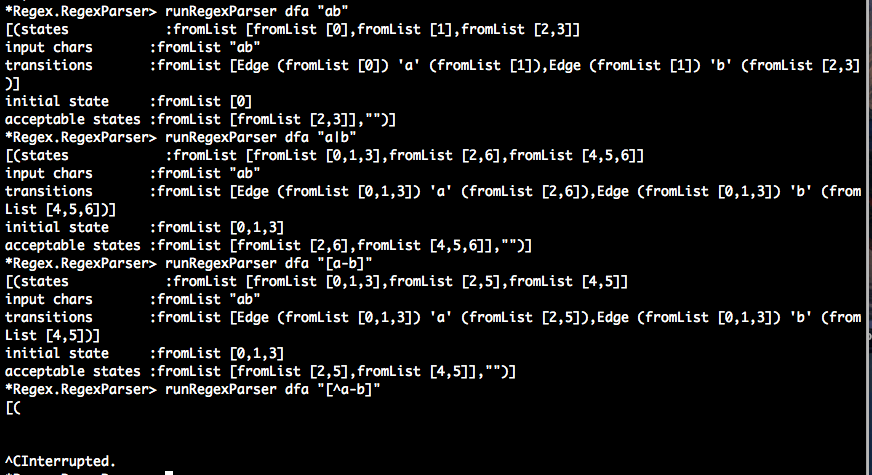 *Regex.RegexParser> runRegexParser dfa "ab"
[(states            :fromList [fromList [0],fromList [1],fromList [2,3]]
input chars       :fromList "ab"
transitions       :fromList [Edge (fromList [0]) 'a' (fromList [1]),Edge (fromList [1]) 'b' (fromList [2,3]
)]
initial state     :fromList [0]
acceptable states :fromList [fromList [2,3]],"")]
*Regex.RegexParser> runRegexParser dfa "a|b"
[(states            :fromList [fromList [0,1,3],fromList [2,6],fromList [4,5,6]]
input chars       :fromList "ab"
transitions       :fromList [Edge (fromList [0,1,3]) 'a' (fromList [2,6]),Edge (fromList [0,1,3]) 'b' (from
List [4,5,6])]
initial state     :fromList [0,1,3]
acceptable states :fromList [fromList [2,6],fromList [4,5,6]],"")]
*Regex.RegexParser> runRegexParser dfa "[a-b]"
[(states            :fromList [fromList [0,1,3],fromList [2,5],fromList [4,5]]
input chars       :fromList "ab"
transitions       :fromList [Edge (fromList [0,1,3]) 'a' (fromList [2,5]),Edge (fromList [0,1,3]) 'b' (from
List [4,5])]
initial state     :fromList [0,1,3]
acceptable states :fromList [fromList [2,5],fromList [4,5]],"")]
*Regex.RegexParser> runRegexParser dfa "[^a-b]"
[(
^CInterrupted.